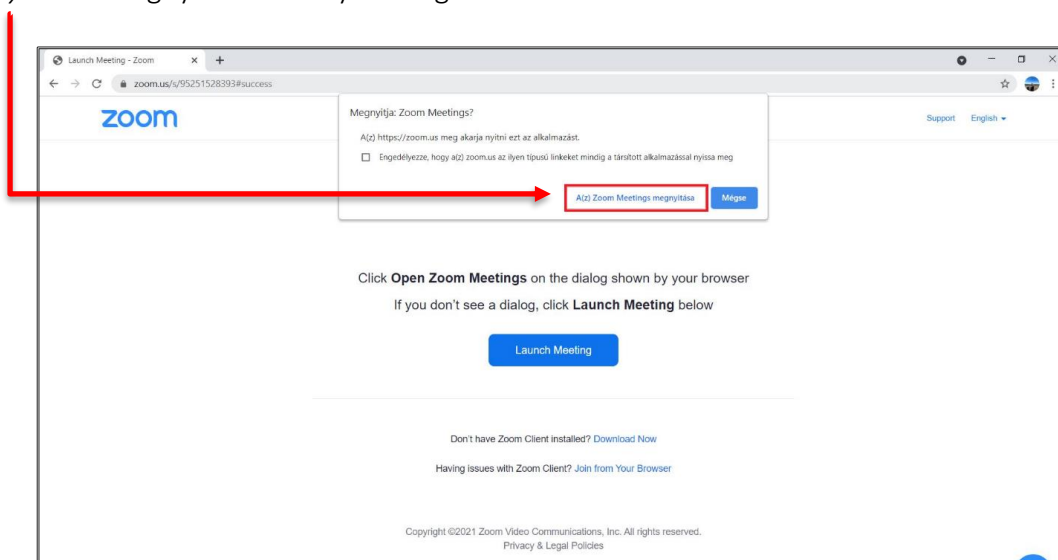 Launch Meeting - Zoom
zoom.us/s/95251528393#success
zoom
Support English
Megnyitja: Zoom Meetings?
A(z) https://zoom.us meg akarja nyitni ezt az alkalmazást.
Engedélyezze, hogy a(z) zoom.us az ilyen típusú linkeket mindig a társított alkalmazással nyissa meg
A(z) Zoom Meetings megnyitása Mégse
Click Open Zoom Meetings on the dialog shown by your browser
If you don't see a dialog, click Launch Meeting below
Launch Meeting
Don't have Zoom Client installed? Download Now
Having issues with Zoom Client? Join from Your Browser
Copyright ©2021 Zoom Video Communications, Inc. All rights reserved.
Privacy & Legal Policies